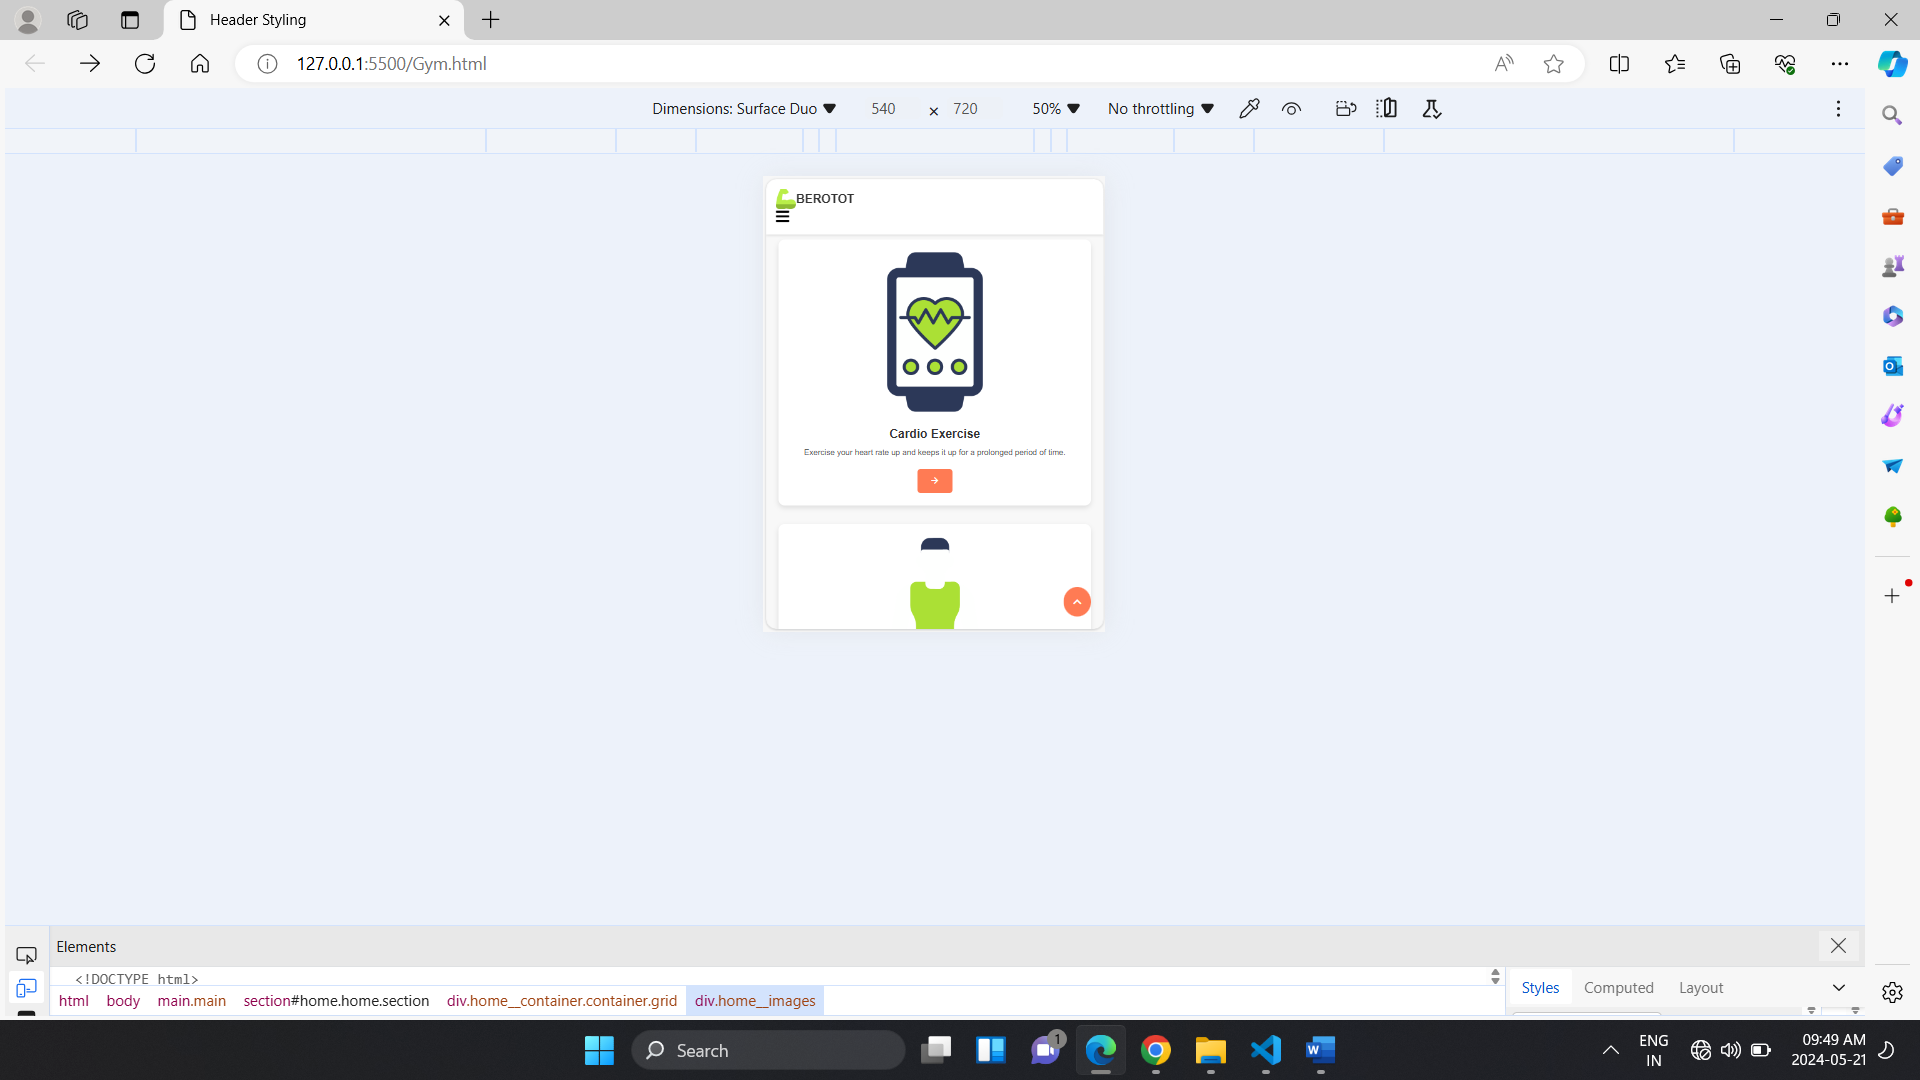 Header Styling
127.0.0.1:5500/Gym.html
Dimensions: Surface Duo 540 × 720 50% No throttling
BEROTOT
Cardio Exercise
Exercise your heart rate up and keeps it up for a prolonged period of time.
Elements
<!DOCTYPE html>
html body main.main section#home.home.section div.home__container.container.grid div.home__images
Styles Computed Layout
Search
1
ENG
IN
09:49 AM
2024-05-21